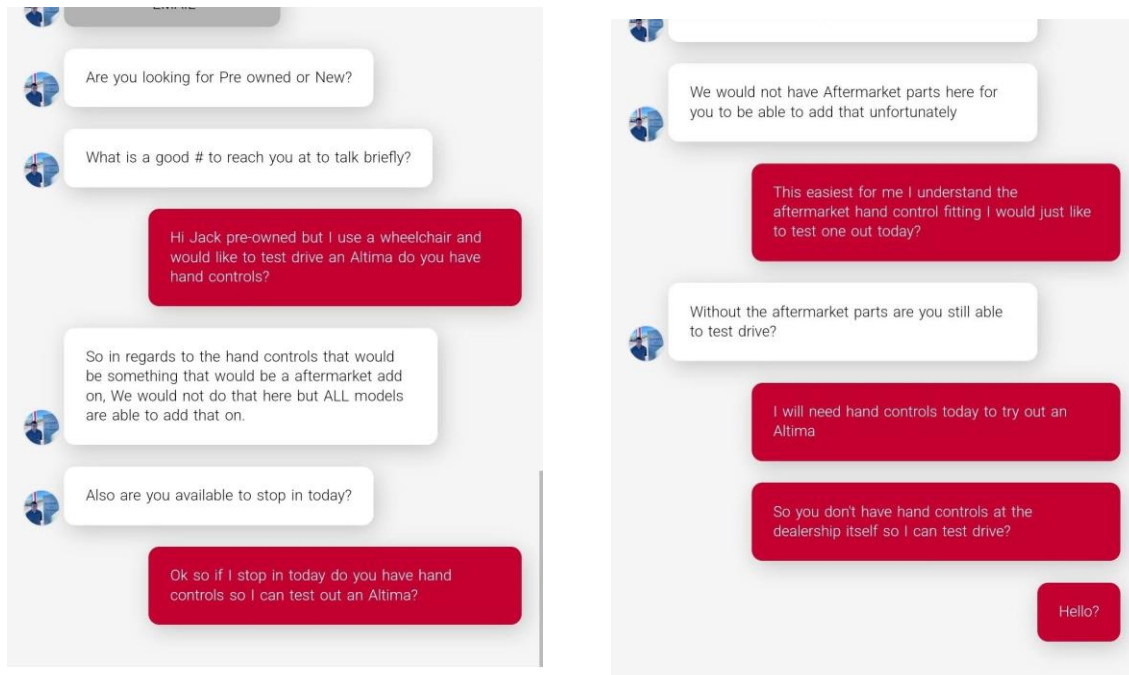 Are you looking for Pre owned or New?
What is a good # to reach you at to talk briefly?
Hi Jack pre-owned but I use a wheelchair and
would like to test drive an Altima do you have
hand controls?
So in regards to the hand controls that would
be something that would be a aftermarket add
on, We would not do that here but ALL models
are able to add that on.
Also are you available to stop in today?
Ok so if I stop in today do you have hand
controls so I can test out an Altima?
We would not have Aftermarket parts here for
you to be able to add that unfortunately
This easiest for me I understand the
aftermarket hand control fitting I would just like
to test one out today?
Without the aftermarket parts are you still able
to test drive?
I will need hand controls today to try out an
Altima
So you don't have hand controls at the
dealership itself so I can test drive?
Hello?